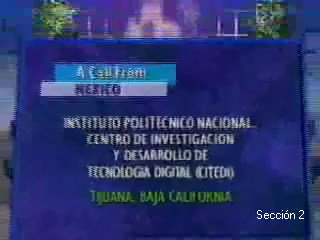 A Call From
MEXICO
INSTITUTO POLITECNICO NACIONAL.
CENTRO DE INVESTIGACION
Y DESARROLLO DE
TECNOLOGIA DIGITAL (CITEDI)
TIJUANA, BAJA CALIFORNIA
Sección 2